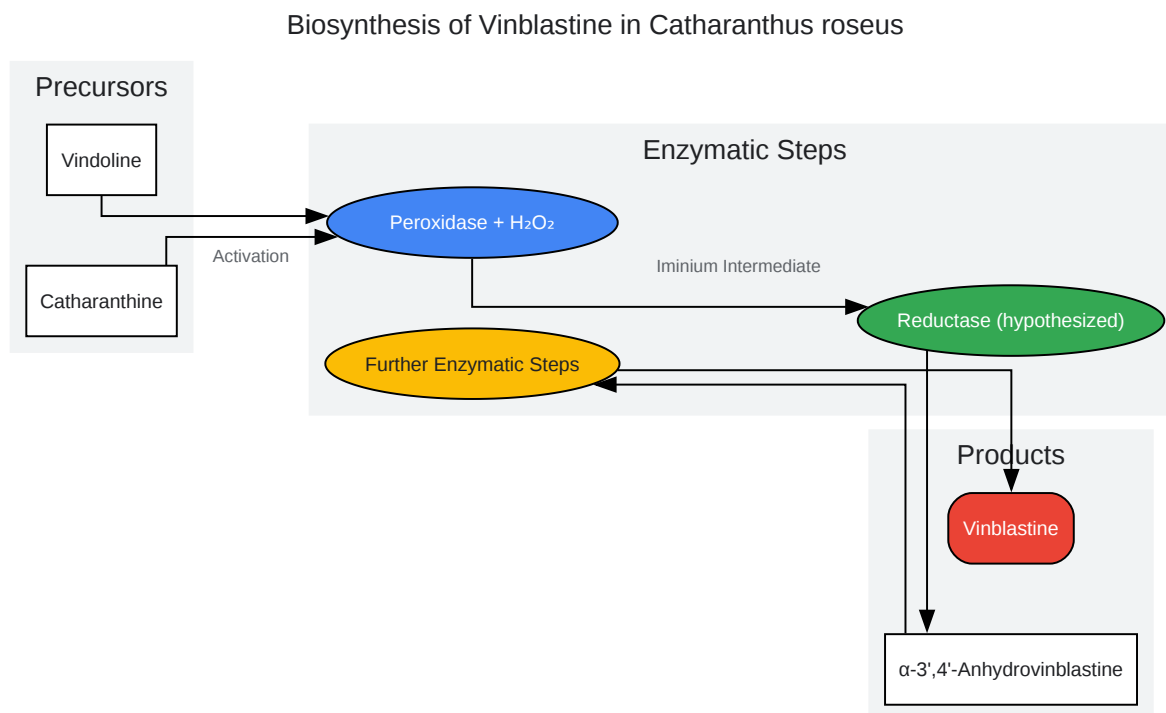 Biosynthesis of Vinblastine in Catharanthus roseus
Precursors
Vindoline
Catharanthine
Activation
Enzymatic Steps
Peroxidase + H₂O₂
Iminium Intermediate
Reductase (hypothesized)
Further Enzymatic Steps
Products
Vinblastine
α-3',4'-Anhydrovinblastine